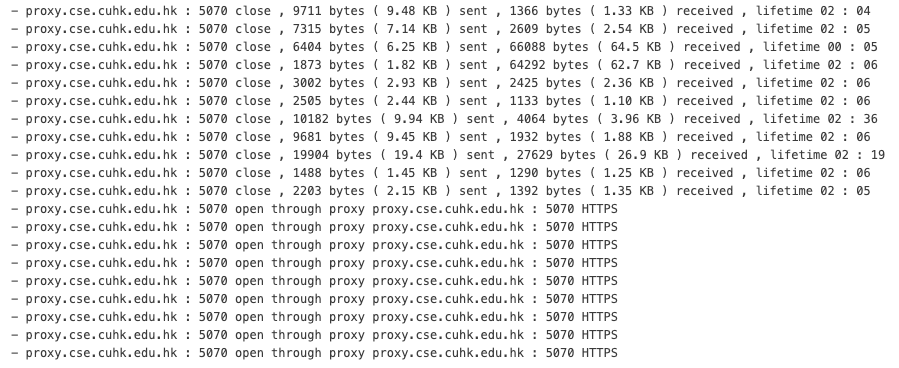 - proxy.cse.cuhk.edu.hk : 5070 close , 9711 bytes ( 9.48 KB ) sent , 1366 bytes ( 1.33 KB ) received , lifetime 02 : 04
- proxy.cse.cuhk.edu.hk : 5070 close , 7315 bytes ( 7.14 KB ) sent , 2609 bytes ( 2.54 KB ) received , lifetime 02 : 05
- proxy.cse.cuhk.edu.hk : 5070 close , 6404 bytes ( 6.25 KB ) sent , 66088 bytes ( 64.5 KB ) received , lifetime 00 : 05
- proxy.cse.cuhk.edu.hk : 5070 close , 1873 bytes ( 1.82 KB ) sent , 64292 bytes ( 62.7 KB ) received , lifetime 02 : 06
- proxy.cse.cuhk.edu.hk : 5070 close , 3002 bytes ( 2.93 KB ) sent , 2425 bytes ( 2.36 KB ) received , lifetime 02 : 06
- proxy.cse.cuhk.edu.hk : 5070 close , 2505 bytes ( 2.44 KB ) sent , 1133 bytes ( 1.10 KB ) received , lifetime 02 : 06
- proxy.cse.cuhk.edu.hk : 5070 close , 10182 bytes ( 9.94 KB ) sent , 4064 bytes ( 3.96 KB ) received , lifetime 02 : 36
- proxy.cse.cuhk.edu.hk : 5070 close , 9681 bytes ( 9.45 KB ) sent , 1932 bytes ( 1.88 KB ) received , lifetime 02 : 06
- proxy.cse.cuhk.edu.hk : 5070 close , 19904 bytes ( 19.4 KB ) sent , 27629 bytes ( 26.9 KB ) received , lifetime 02 : 19
- proxy.cse.cuhk.edu.hk : 5070 close , 1488 bytes ( 1.45 KB ) sent , 1290 bytes ( 1.25 KB ) received , lifetime 02 : 06
- proxy.cse.cuhk.edu.hk : 5070 close , 2203 bytes ( 2.15 KB ) sent , 1392 bytes ( 1.35 KB ) received , lifetime 02 : 05
- proxy.cse.cuhk.edu.hk : 5070 open through proxy proxy.cse.cuhk.edu.hk : 5070 HTTPS
- proxy.cse.cuhk.edu.hk : 5070 open through proxy proxy.cse.cuhk.edu.hk : 5070 HTTPS
- proxy.cse.cuhk.edu.hk : 5070 open through proxy proxy.cse.cuhk.edu.hk : 5070 HTTPS
- proxy.cse.cuhk.edu.hk : 5070 open through proxy proxy.cse.cuhk.edu.hk : 5070 HTTPS
- proxy.cse.cuhk.edu.hk : 5070 open through proxy proxy.cse.cuhk.edu.hk : 5070 HTTPS
- proxy.cse.cuhk.edu.hk : 5070 open through proxy proxy.cse.cuhk.edu.hk : 5070 HTTPS
- proxy.cse.cuhk.edu.hk : 5070 open through proxy proxy.cse.cuhk.edu.hk : 5070 HTTPS
- proxy.cse.cuhk.edu.hk : 5070 open through proxy proxy.cse.cuhk.edu.hk : 5070 HTTPS
- proxy.cse.cuhk.edu.hk : 5070 open through proxy proxy.cse.cuhk.edu.hk : 5070 HTTPS